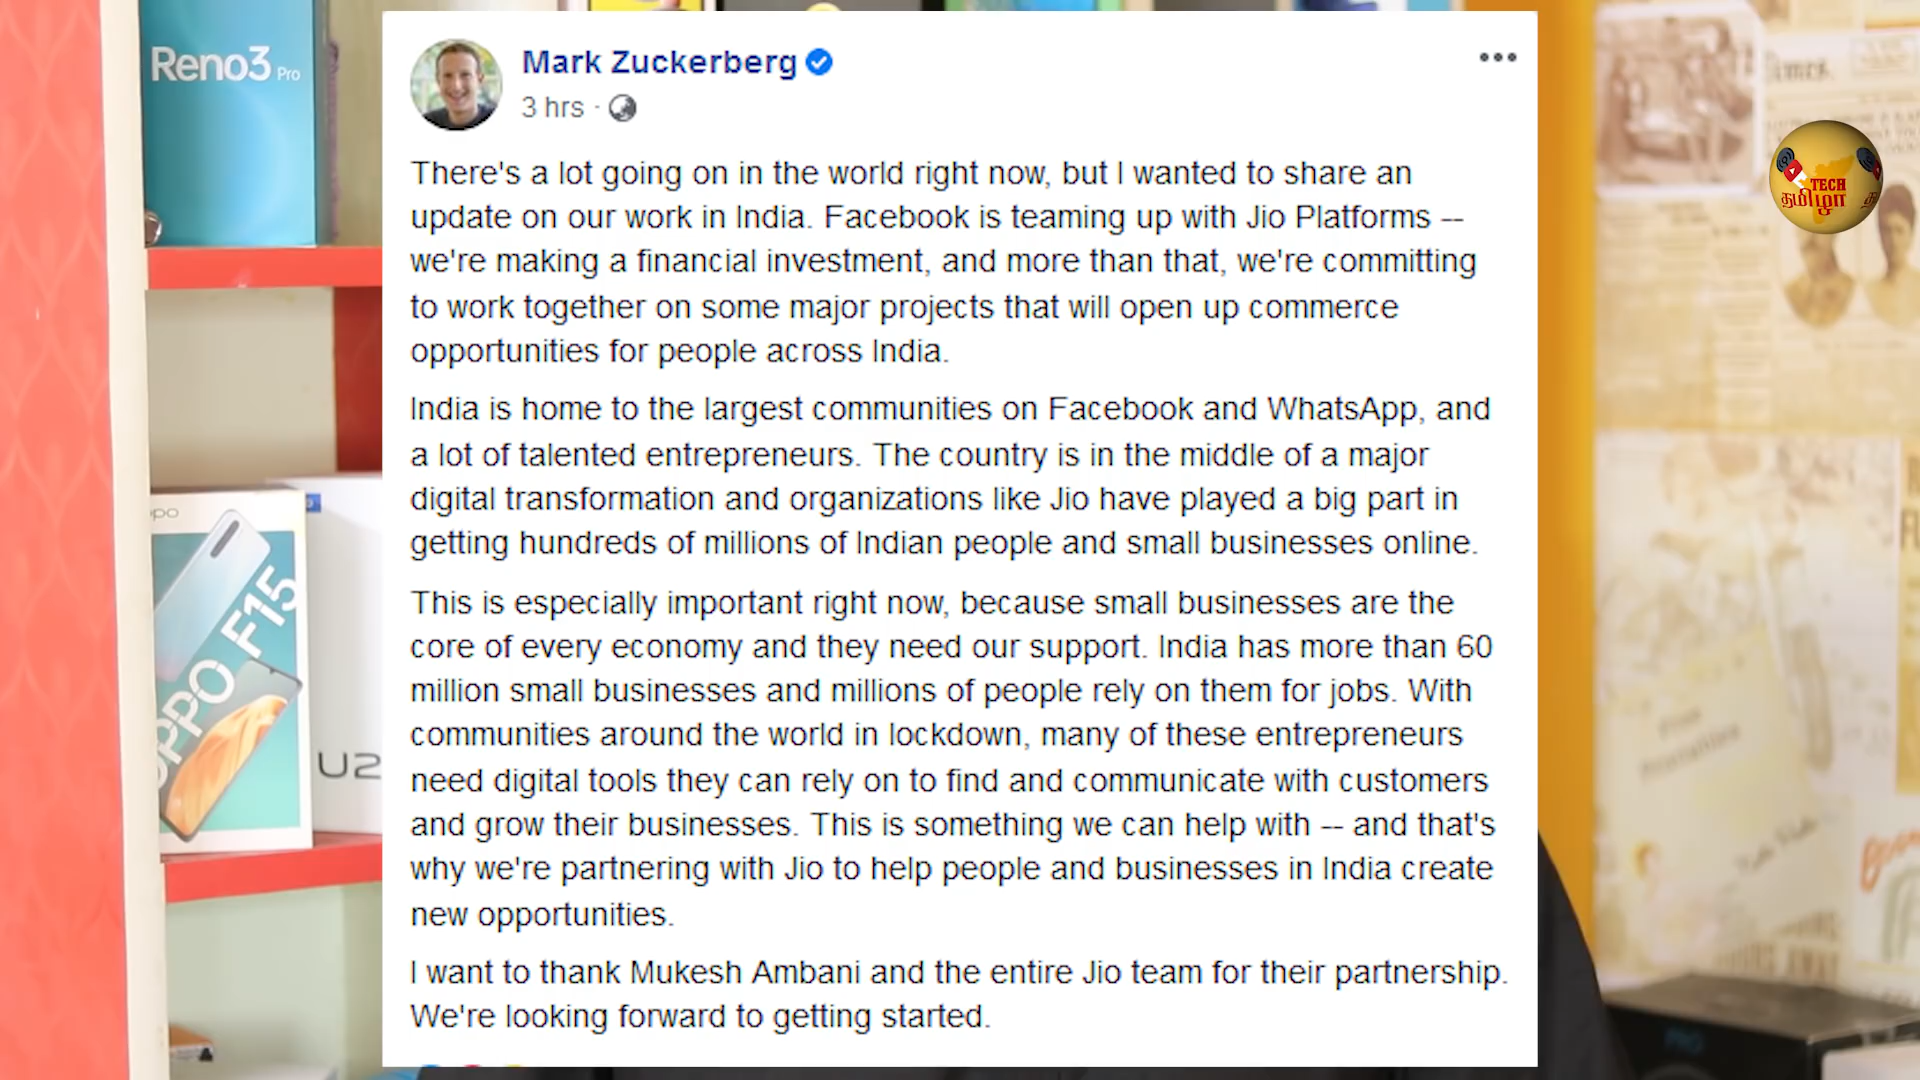 Reno3 Pro
Mark Zuckerberg
3 hrs ·
There's a lot going on in the world right now, but I wanted to share an
update on our work in India. Facebook is teaming up with Jio Platforms --
we're making a financial investment, and more than that, we're committing
to work together on some major projects that will open up commerce
opportunities for people across India.
India is home to the largest communities on Facebook and WhatsApp, and
a lot of talented entrepreneurs. The country is in the middle of a major
digital transformation and organizations like Jio have played a big part in
getting hundreds of millions of Indian people and small businesses online.
This is especially important right now, because small businesses are the
core of every economy and they need our support. India has more than 60
million small businesses and millions of people rely on them for jobs. With
communities around the world in lockdown, many of these entrepreneurs
need digital tools they can rely on to find and communicate with customers
and grow their businesses. This is something we can help with -- and that's
why we're partnering with Jio to help people and businesses in India create
new opportunities.
I want to thank Mukesh Ambani and the entire Jio team for their partnership.
We're looking forward to getting started.
TECH
தமிழா
OPPO F15
U2
PRO